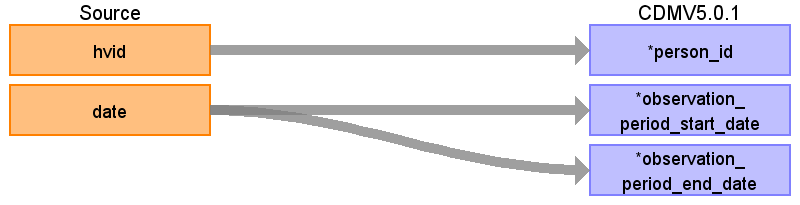 Source
CDMV5.0.1
hvid
*person_id
date
*observation_
period_start_date
*observation_
period_end_date